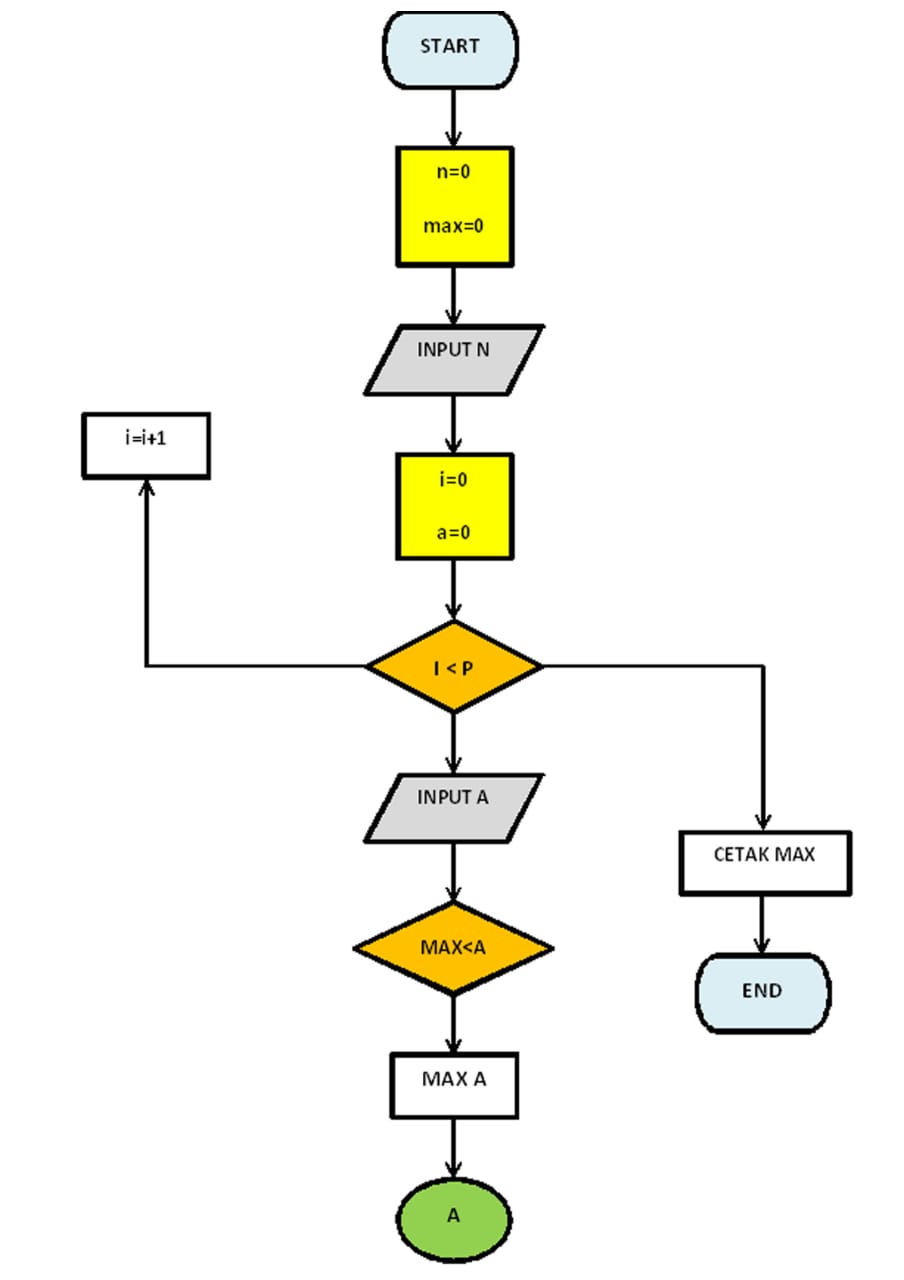 START
n=0
max=0
INPUT N
i=i+1
i=0
a=0
I < P
INPUT A
CETAK MAX
MAX<A
END
MAX A
A